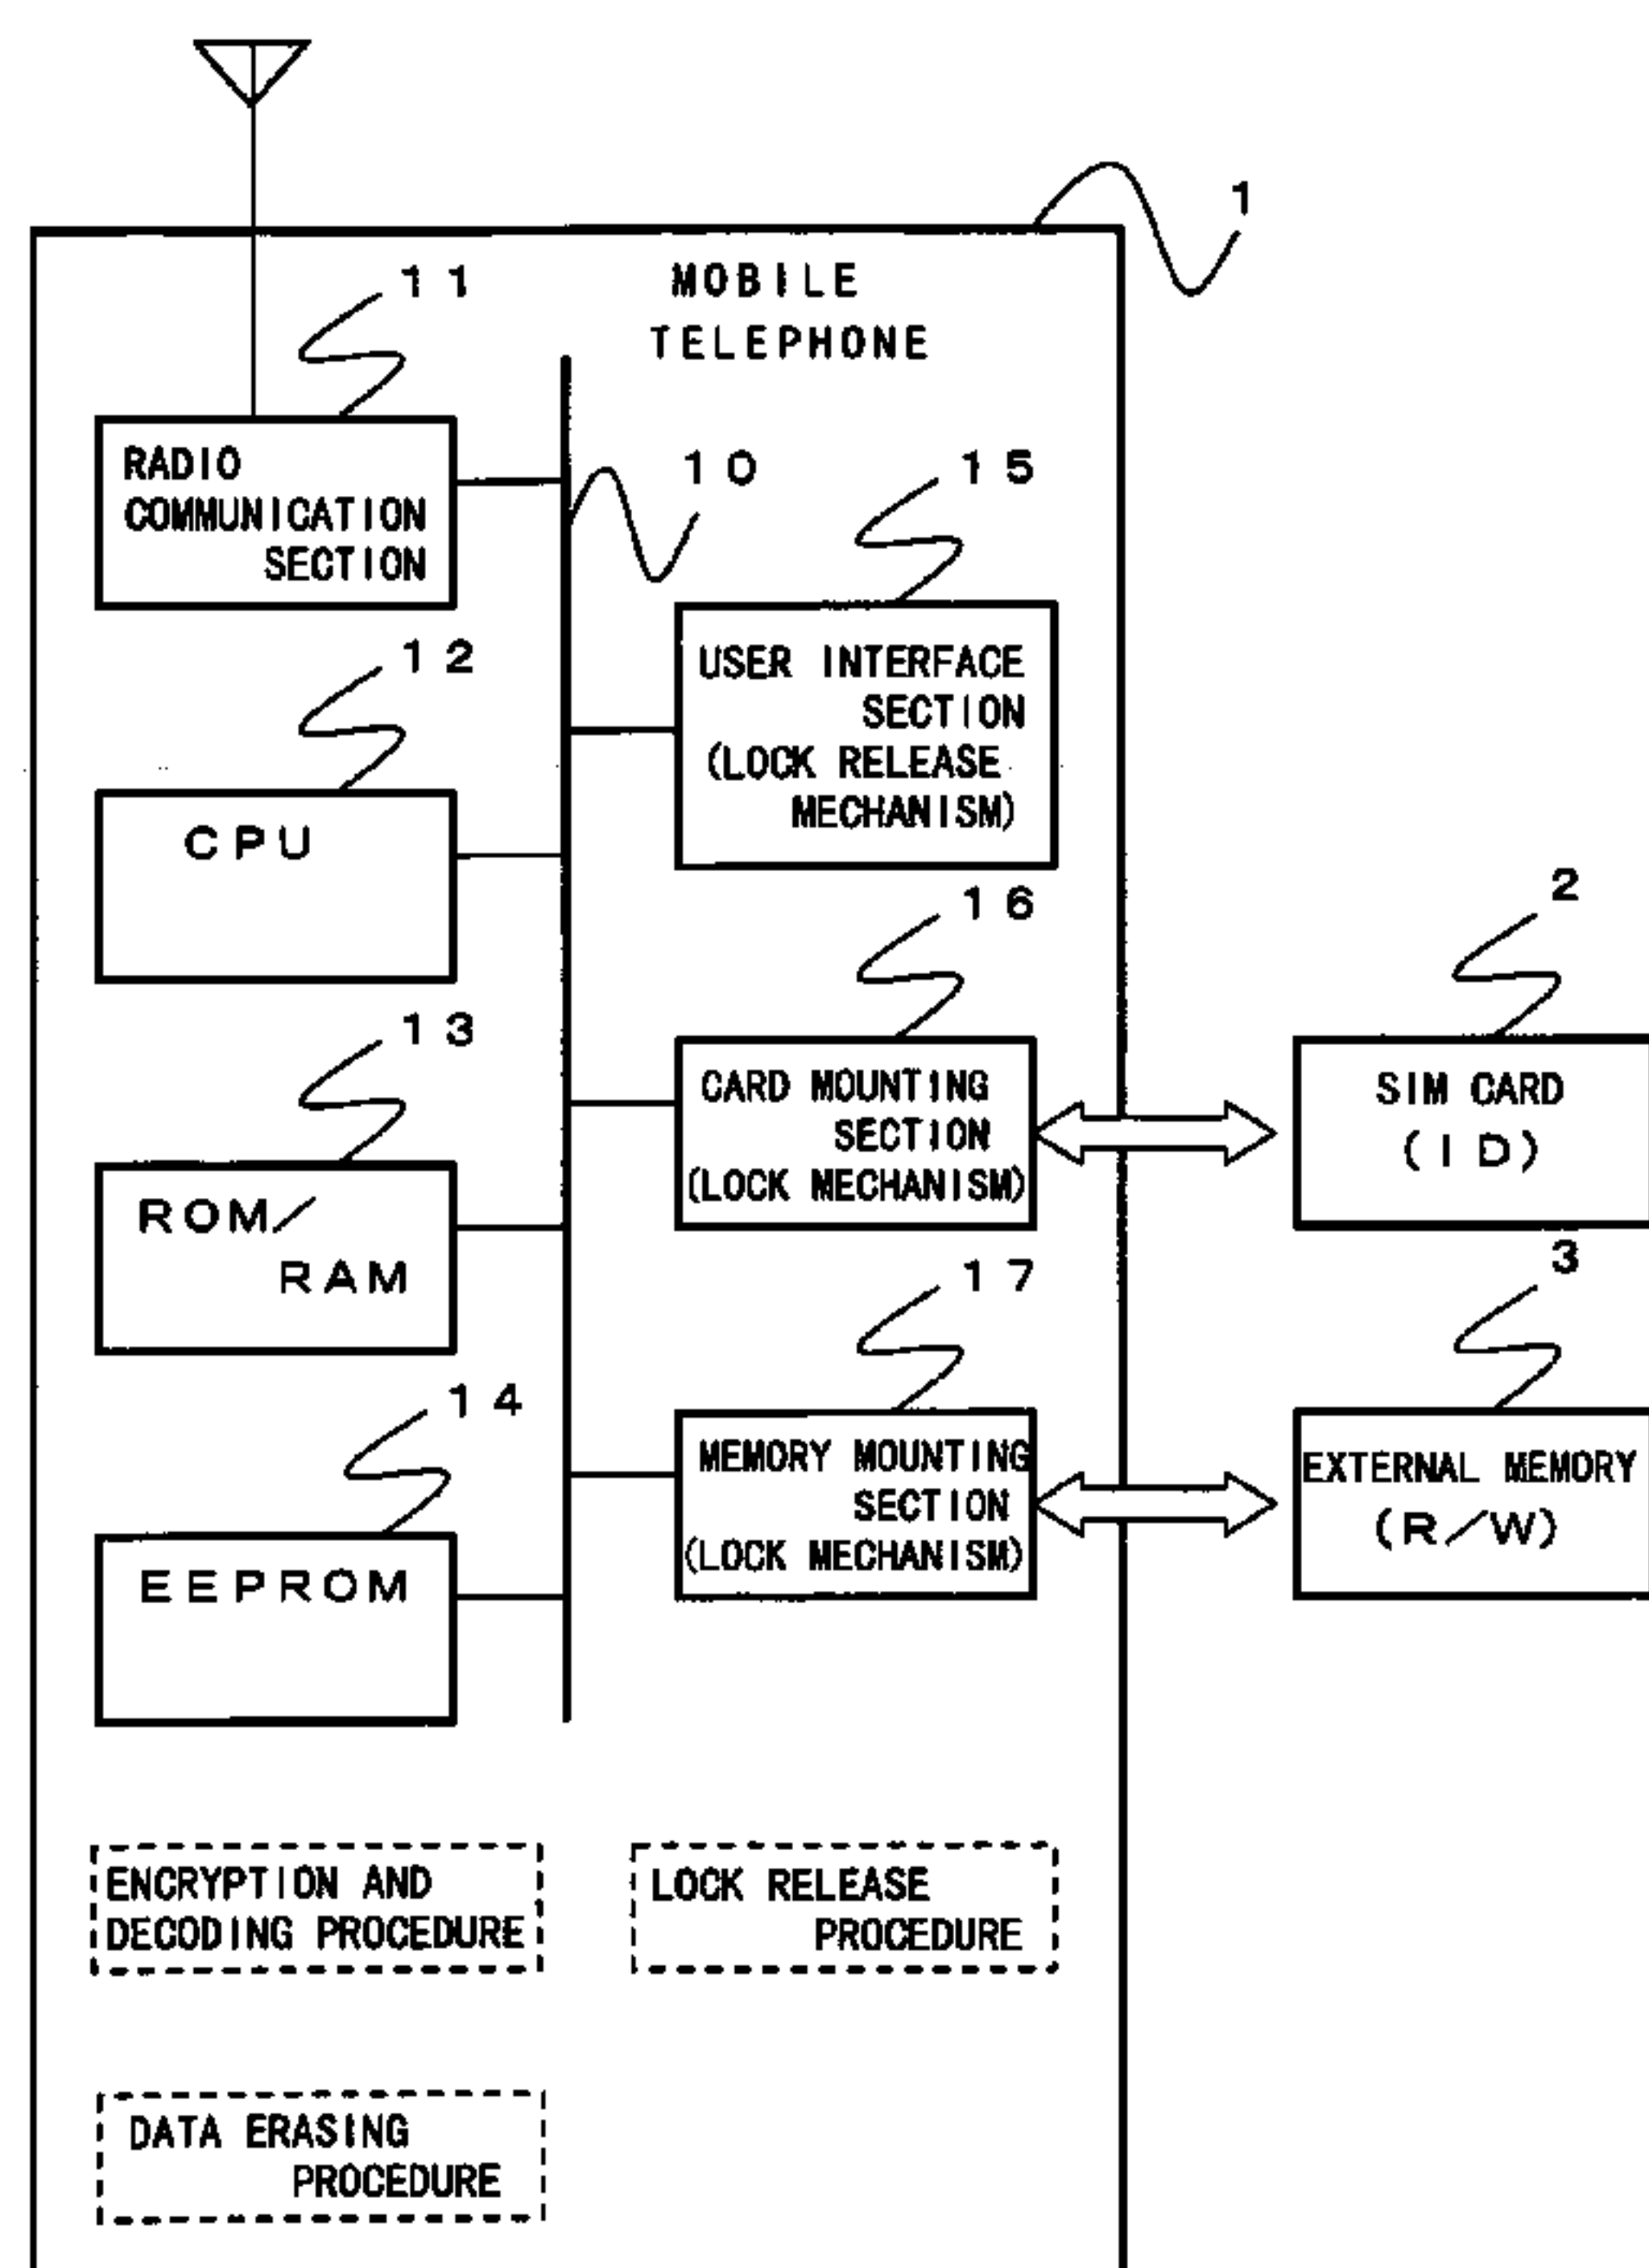 1
MOBILE
TELEPHONE
11
RADIO
COMMUNICATION
SECTION
10
15
USER INTERFACE
SECTION
(LOCK RELEASE
MECHANISM)
12
CPU
16
CARD MOUNTING
SECTION
(LOCK MECHANISM)
2
SIM CARD
(ID)
13
ROM/
RAM
17
MEMORY MOUNTING
SECTION
(LOCK MECHANISM)
3
EXTERNAL MEMORY
(R/W)
14
EEPROM
ENCRYPTION AND
DECODING PROCEDURE
LOCK RELEASE
PROCEDURE
DATA ERASING
PROCEDURE